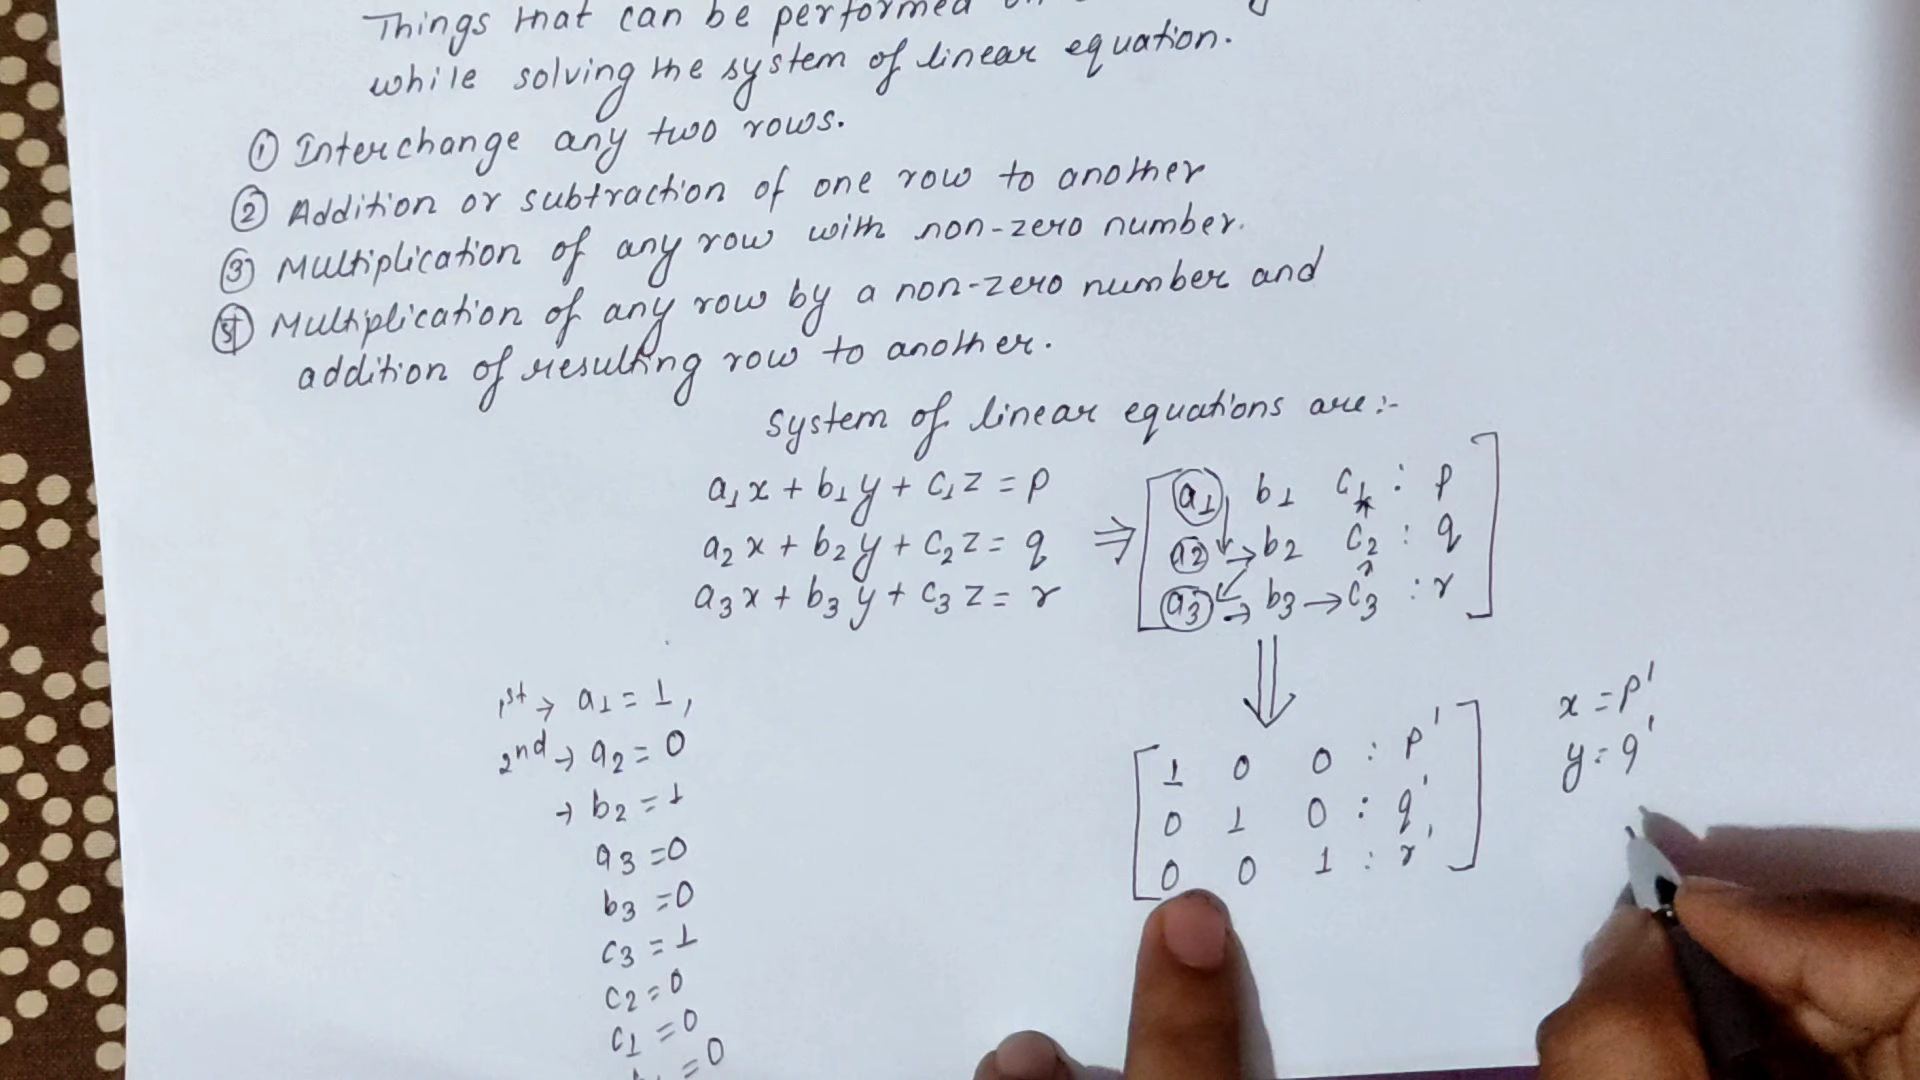 Things that can be performed
while solving the system of linear equation.
① Interchange any two rows.
② Addition or subtraction of one row to another
③ Multiplication of any row with non-zero number.
Multiplication of any row by a non-zero number and
addition of resulting row to another.
System of linear equations are:-
a₁x + b₁y + c₁z = p
a₂x + b₂y + c₂z = q
a₃x + b₃y + c₃z = r
⇒
a₁ b₁ c₁ : p
a₂ → b₂ c₂ : q
a₃ → b₃ → c₃ : r
1st → a₁ = 1,
2nd → a₂ = 0
→ b₂ = 1
a₃ = 0
b₃ = 0
c₃ = 1
c₂ = 0
c₁ = 0
= 0
1 0 0 : p'
0 1 0 : q'
0 0 1 : r'
x = p'
y = q'